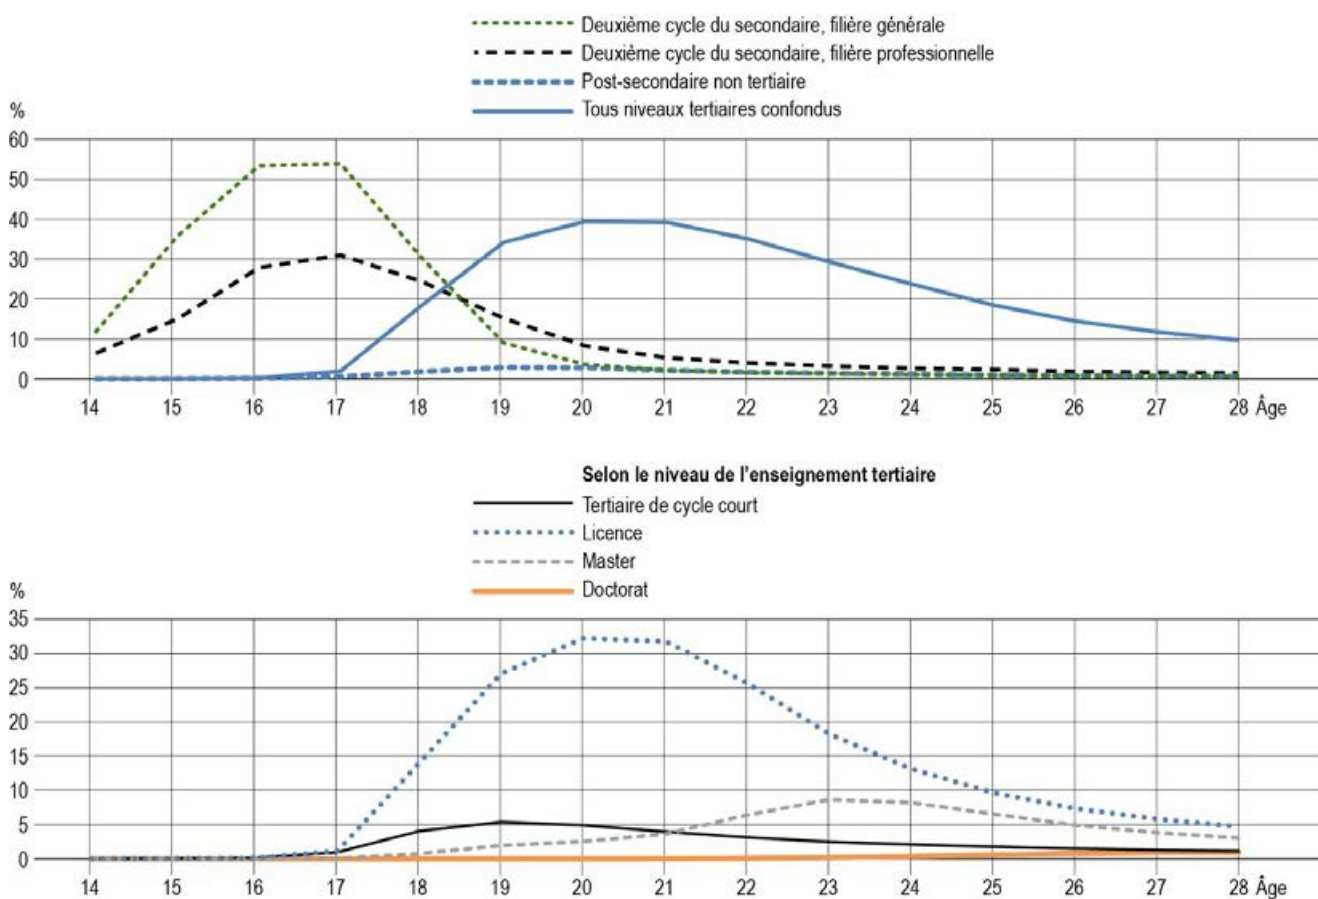 Deuxième cycle du secondaire, filière générale
Deuxième cycle du secondaire, filière professionnelle
Post-secondaire non tertiaire
Tous niveaux tertiaires confondus
%
60
50
40
30
20
10
0
14 15 16 17 18 19 20 21 22 23 24 25 26 27 28 Âge
Selon le niveau de l'enseignement tertiaire
Tertiaire de cycle court
Licence
Master
Doctorat
%
35
30
25
20
15
10
5
0
14 15 16 17 18 19 20 21 22 23 24 25 26 27 28 Âge